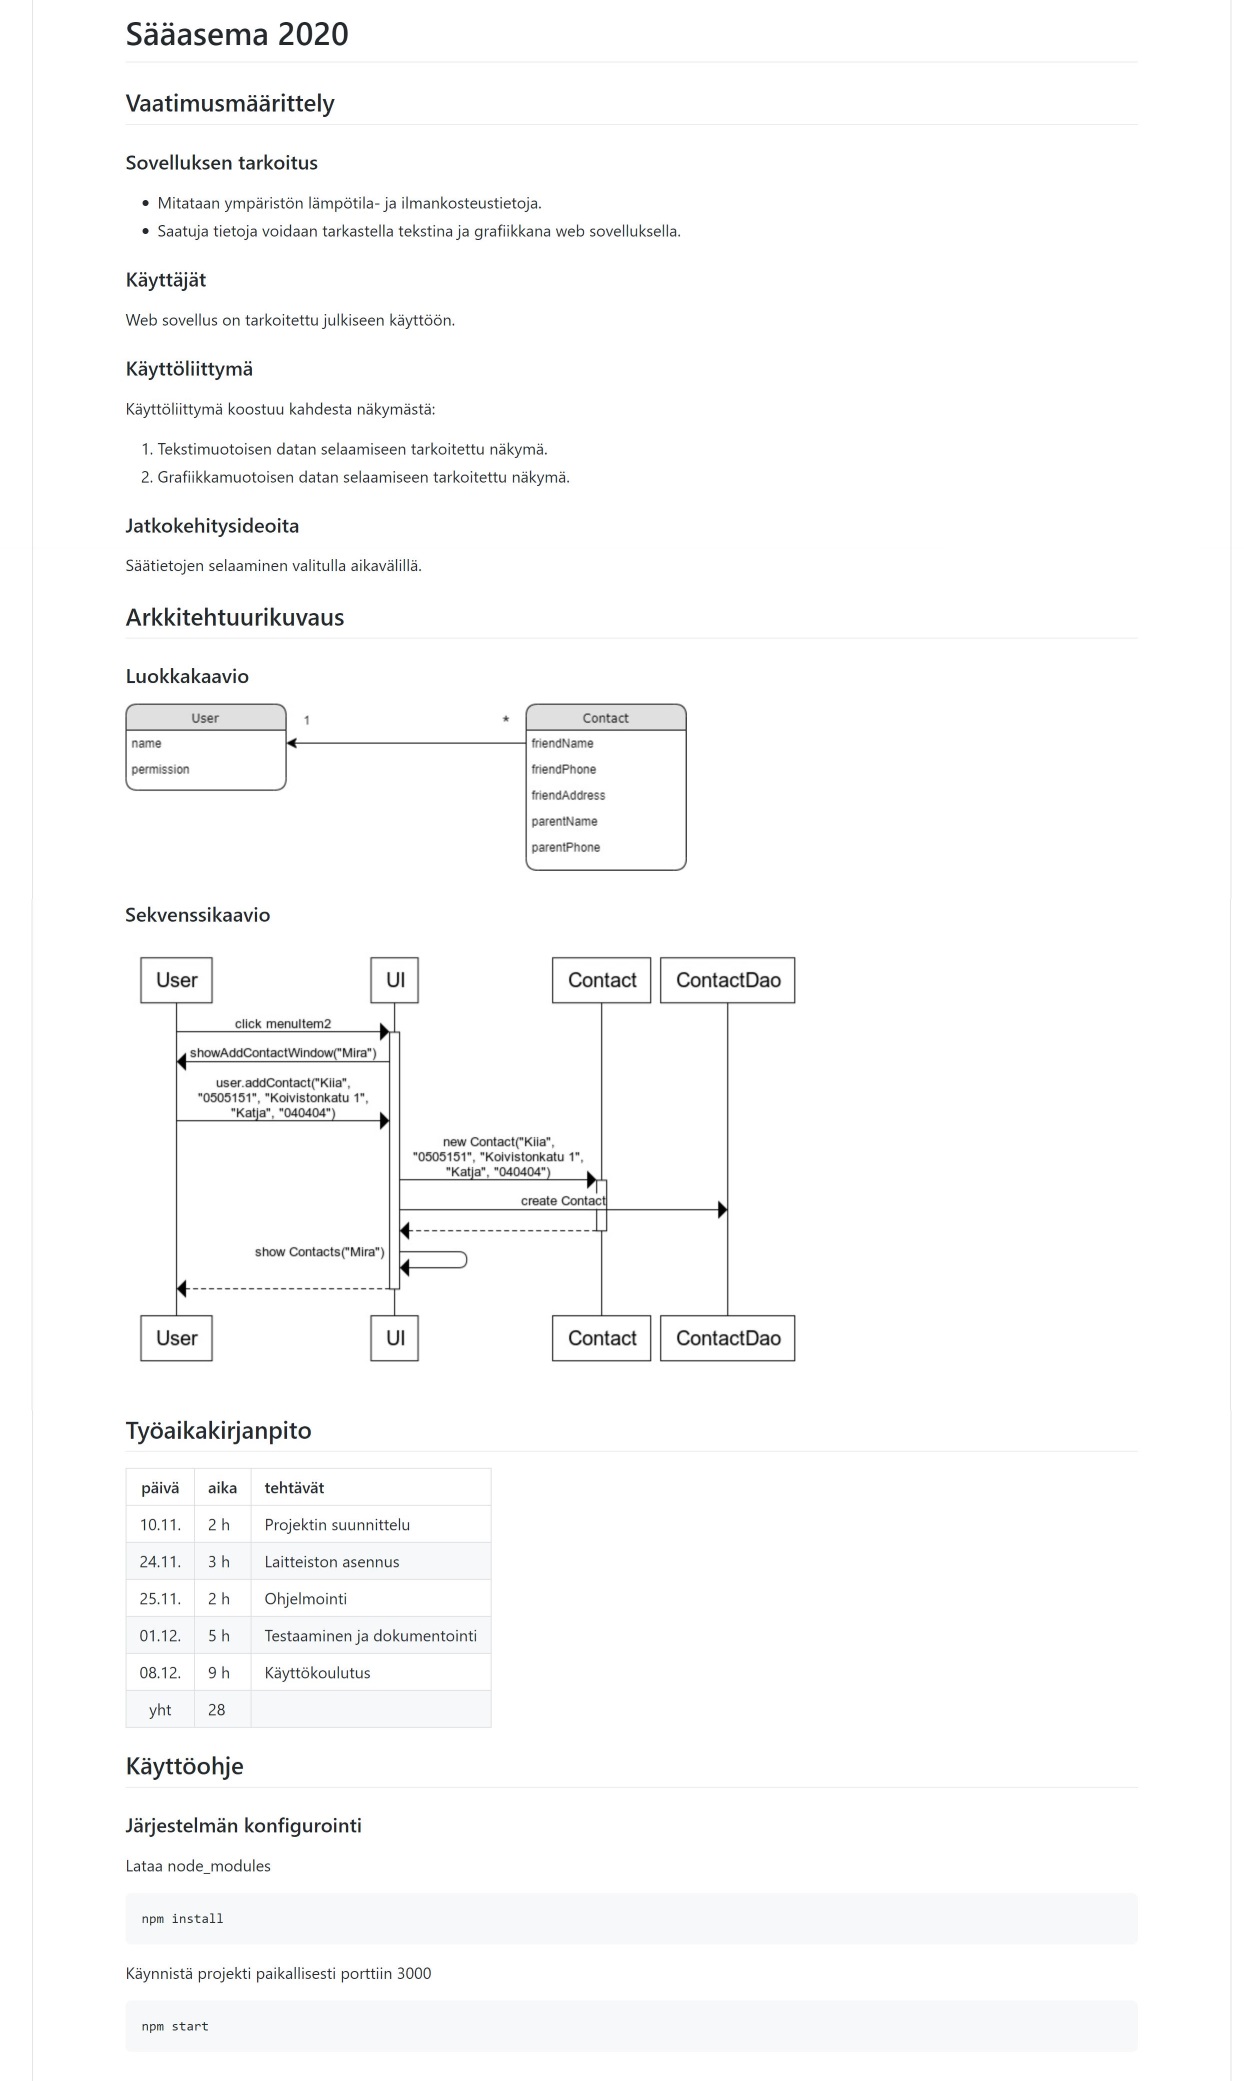 Sääasema 2020
Vaatimusmäärittely
Sovelluksen tarkoitus
• Mitataan ympäristön lämpötila- ja ilmankosteustietoja.
• Saatuja tietoja voidaan tarkastella tekstina ja grafiikkana web sovelluksella.
Käyttäjät
Web sovellus on tarkoitettu julkiseen käyttöön.
Käyttöliittymä
Käyttöliittymä koostuu kahdesta näkymästä:
1. Tekstimuotoisen datan selaamiseen tarkoitettu näkymä.
2. Grafiikkamuotoisen datan selaamiseen tarkoitettu näkymä.
Jatkokehitysideoita
Säätietojen selaaminen valitulla aikavälillä.
Arkkitehtuurikuvaus
Luokkakaavio
User 1 * Contact
name
permission
friendName
friendPhone
friendAddress
parentName
parentPhone
Sekvenssikaavio
User UI Contact ContactDao
click menuItem2
showAddContactWindow("Mira")
user.addContact("Kiia",
"0505151", "Koivistonkatu 1",
"Katja", "040404")
new Contact("Kiia",
"0505151", "Koivistonkatu 1",
"Katja", "040404")
create Contact
show Contacts("Mira")
User UI Contact ContactDao
Työaikakirjanpito
päivä aika tehtävät
10.11. 2 h Projektin suunnittelu
24.11. 3 h Laitteiston asennus
25.11. 2 h Ohjelmointi
01.12. 5 h Testaaminen ja dokumentointi
08.12. 9 h Käyttökoulutus
yht 28
Käyttöohje
Järjestelmän konfigurointi
Lataa node_modules
npm install
Käynnistä projekti paikallisesti porttiin 3000
npm start